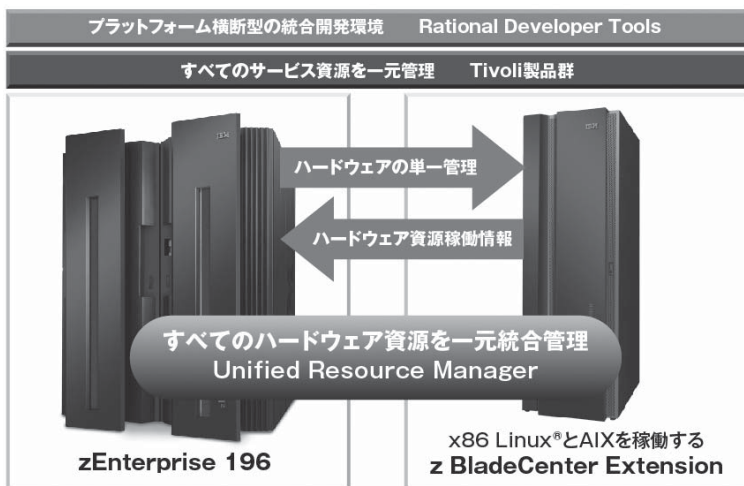 プラットフォーム横断型の統合開発環境 Rational Developer Tools
すべてのサービス資源を一元管理 Tivoli製品群
IBM
IBM
ハードウェアの単一管理
ハードウェア資源稼働情報
すべてのハードウェア資源を一元統合管理
Unified Resource Manager
zEnterprise 196
x86 Linux®とAIXを稼働する
z BladeCenter Extension